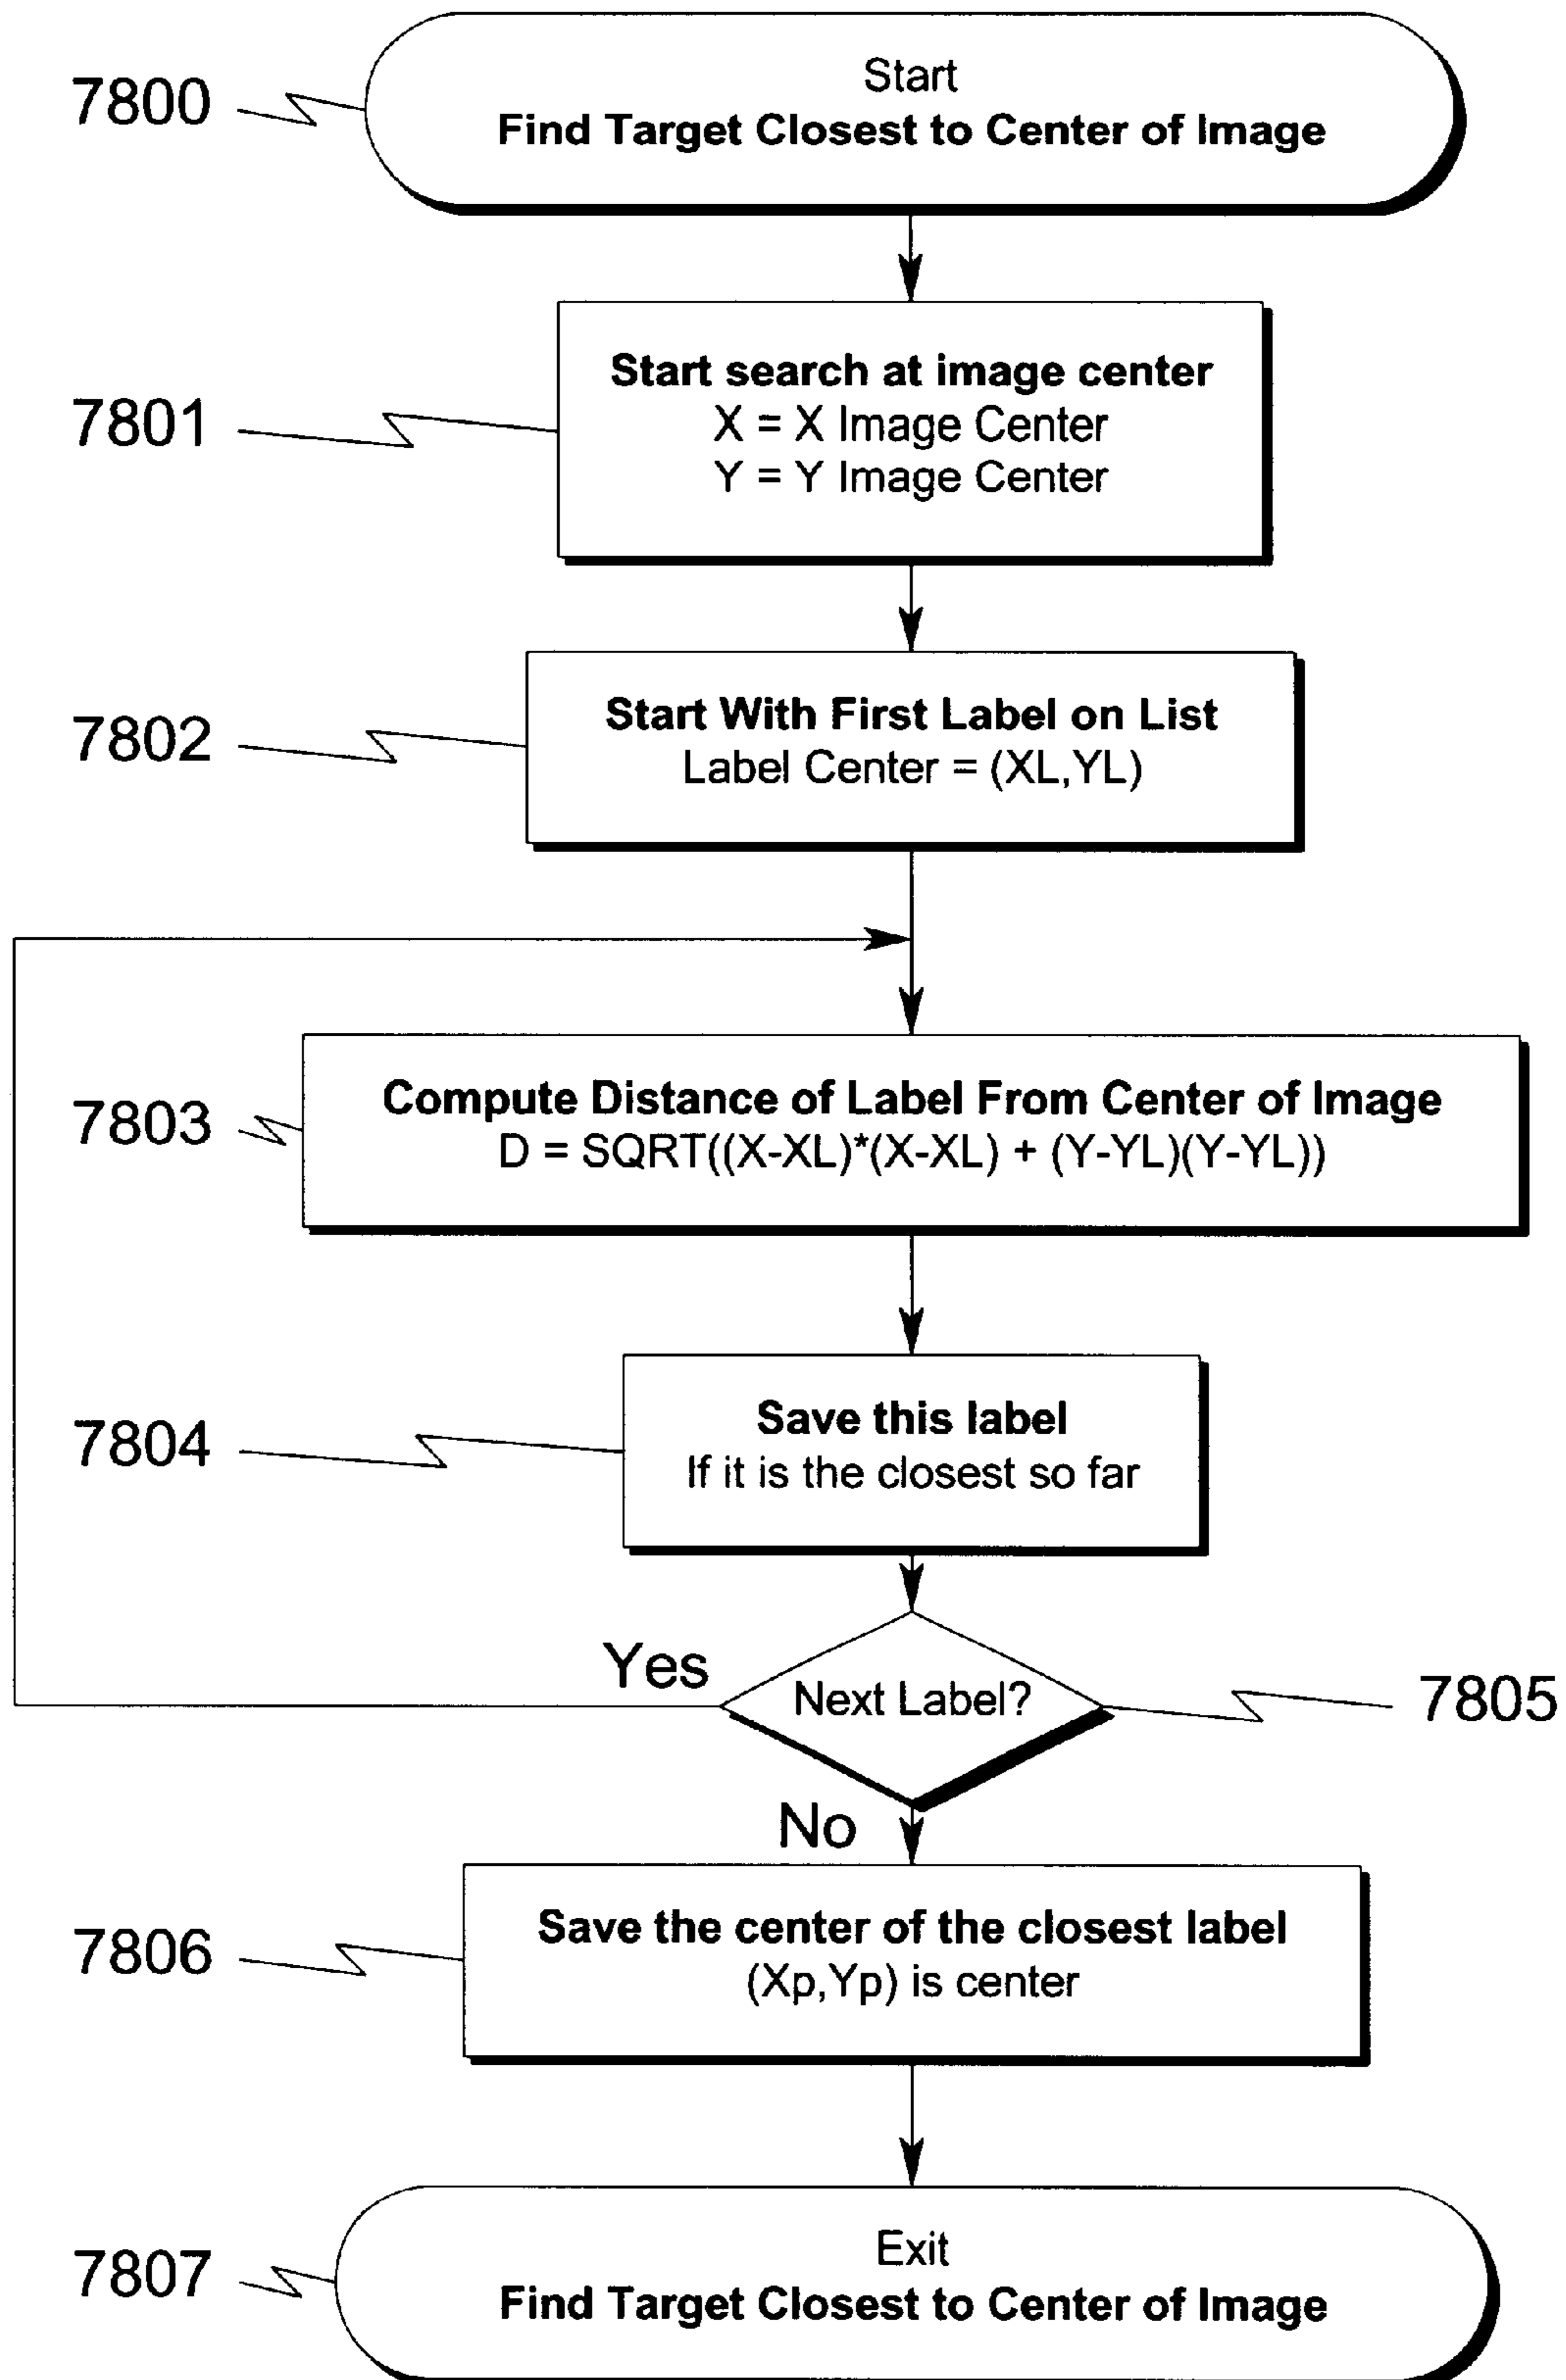 7800
Start
Find Target Closest to Center of Image
7801
Start search at image center
X = X Image Center
Y = Y Image Center
7802
Start With First Label on List
Label Center = (XL,YL)
7803
Compute Distance of Label From Center of Image
D = SQRT((X-XL)*(X-XL) + (Y-YL)(Y-YL))
7804
Save this label
If it is the closest so far
Yes
Next Label?
7805
No
7806
Save the center of the closest label
(Xp,Yp) is center
7807
Exit
Find Target Closest to Center of Image